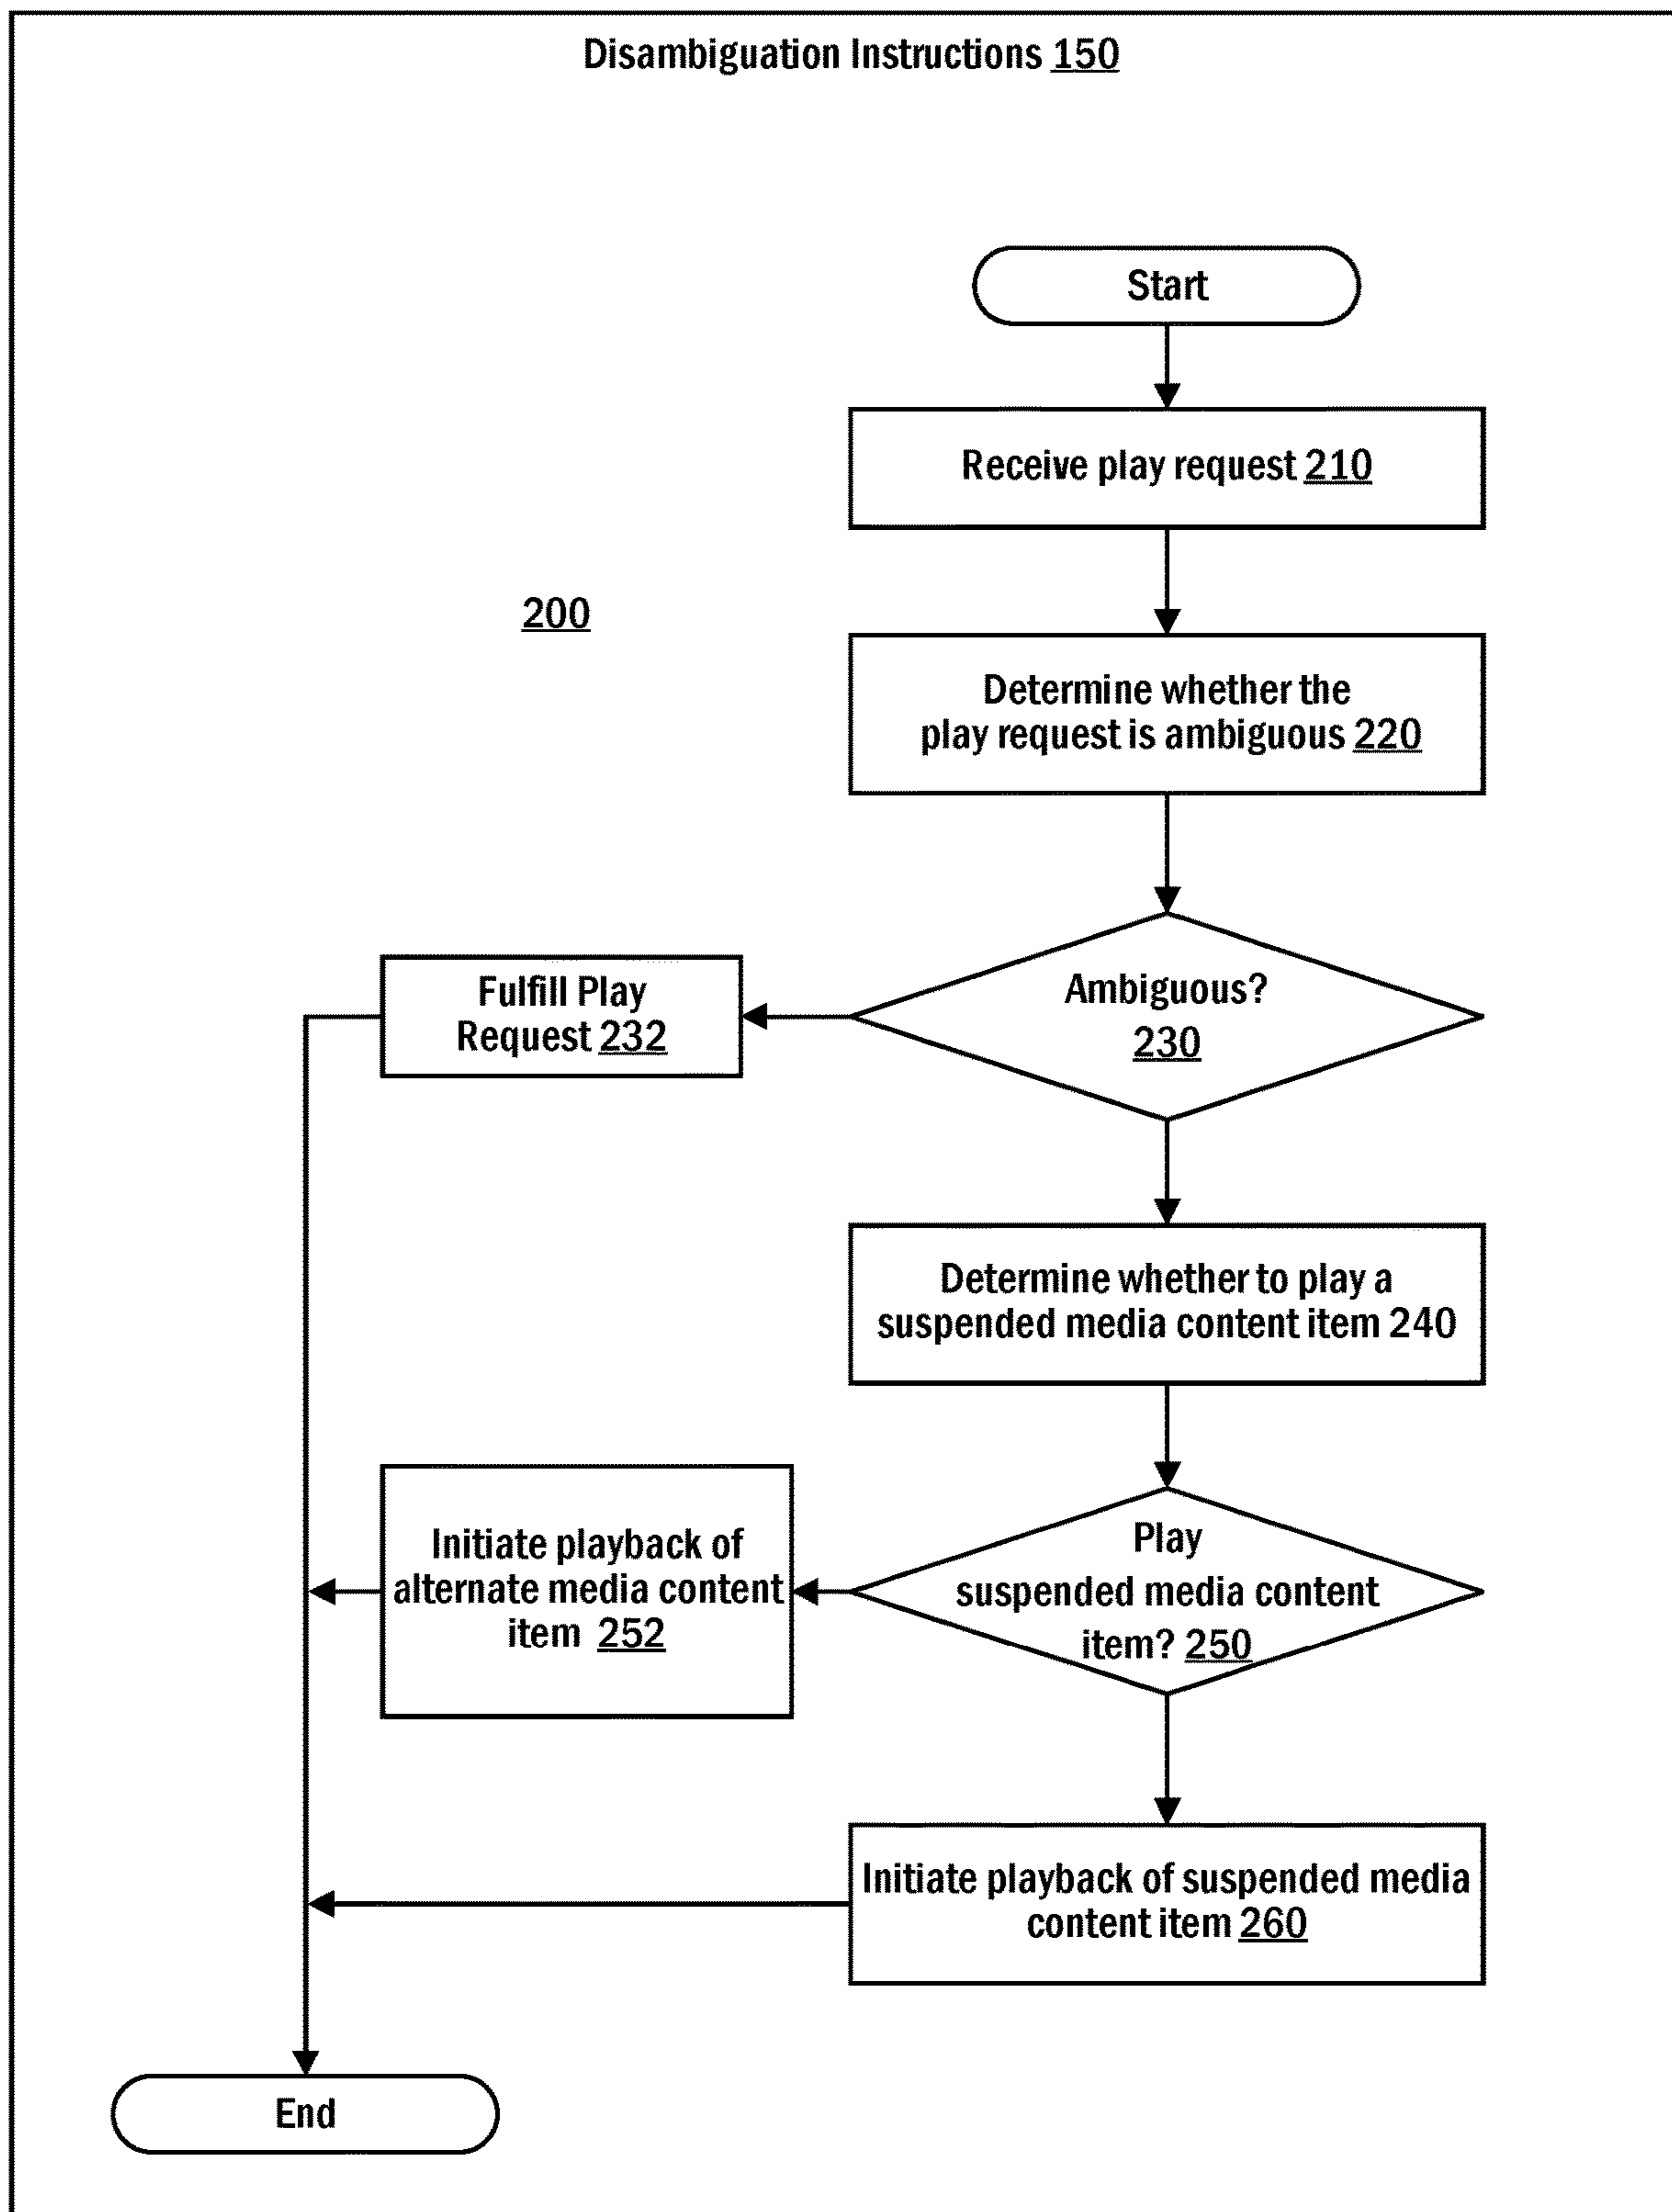 Disambiguation Instructions 150
Start
Receive play request 210
200
Determine whether the
play request is ambiguous 220
Ambiguous?
230
Fulfill Play
Request 232
Determine whether to play a
suspended media content item 240
Play
suspended media content
item? 250
Initiate playback of
alternate media content
item 252
Initiate playback of suspended media
content item 260
End